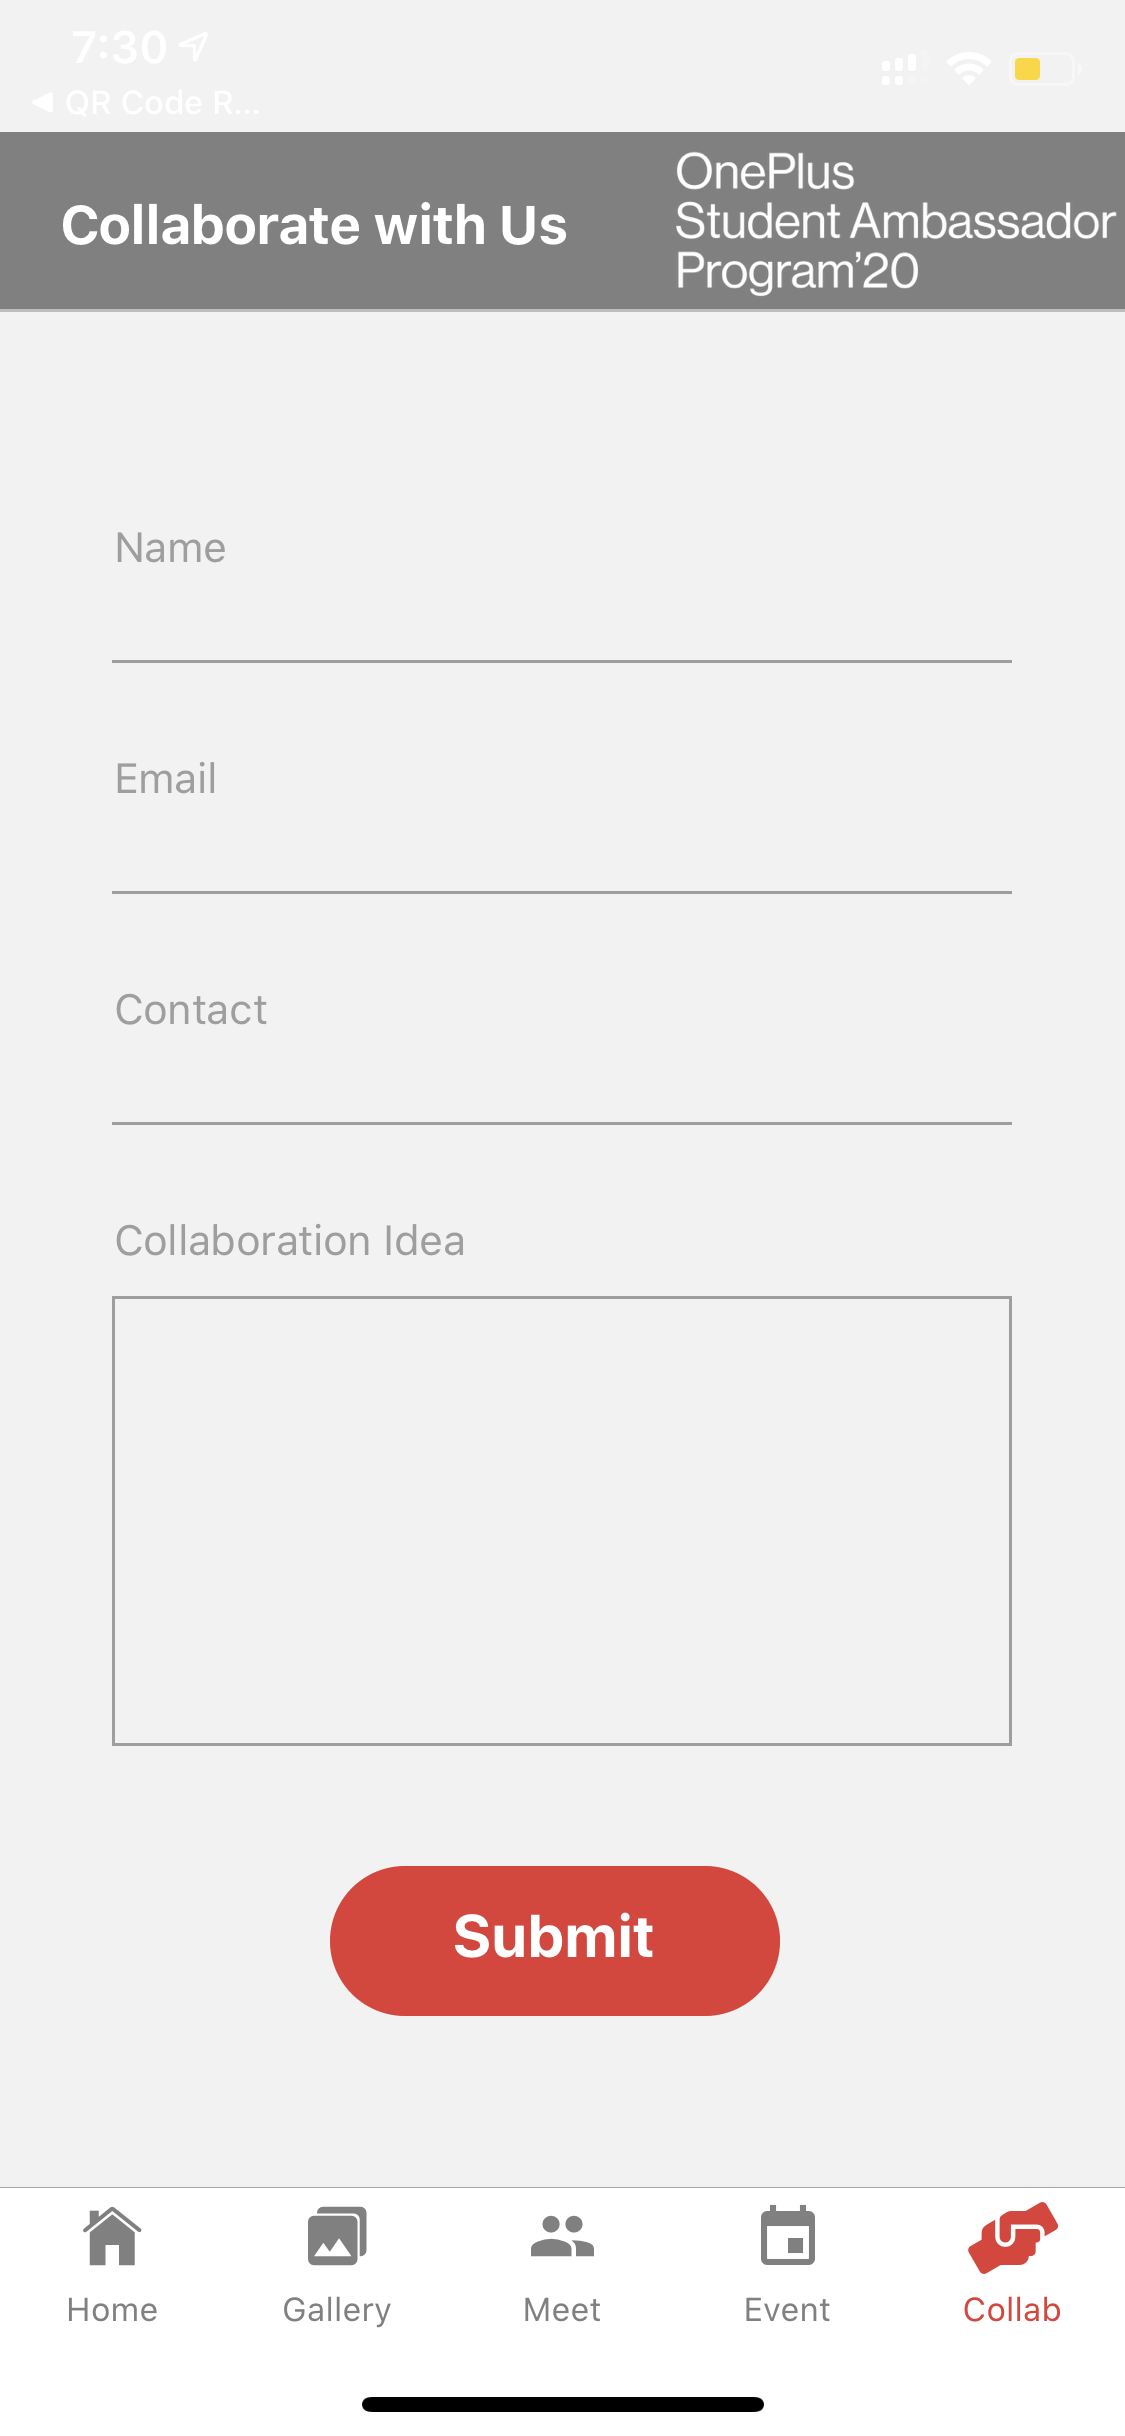 7:30
◀ QR Code R...
Collaborate with Us
OnePlus
Student Ambassador
Program’20
Name
Email
Contact
Collaboration Idea
Submit
Home
Gallery
Meet
Event
Collab